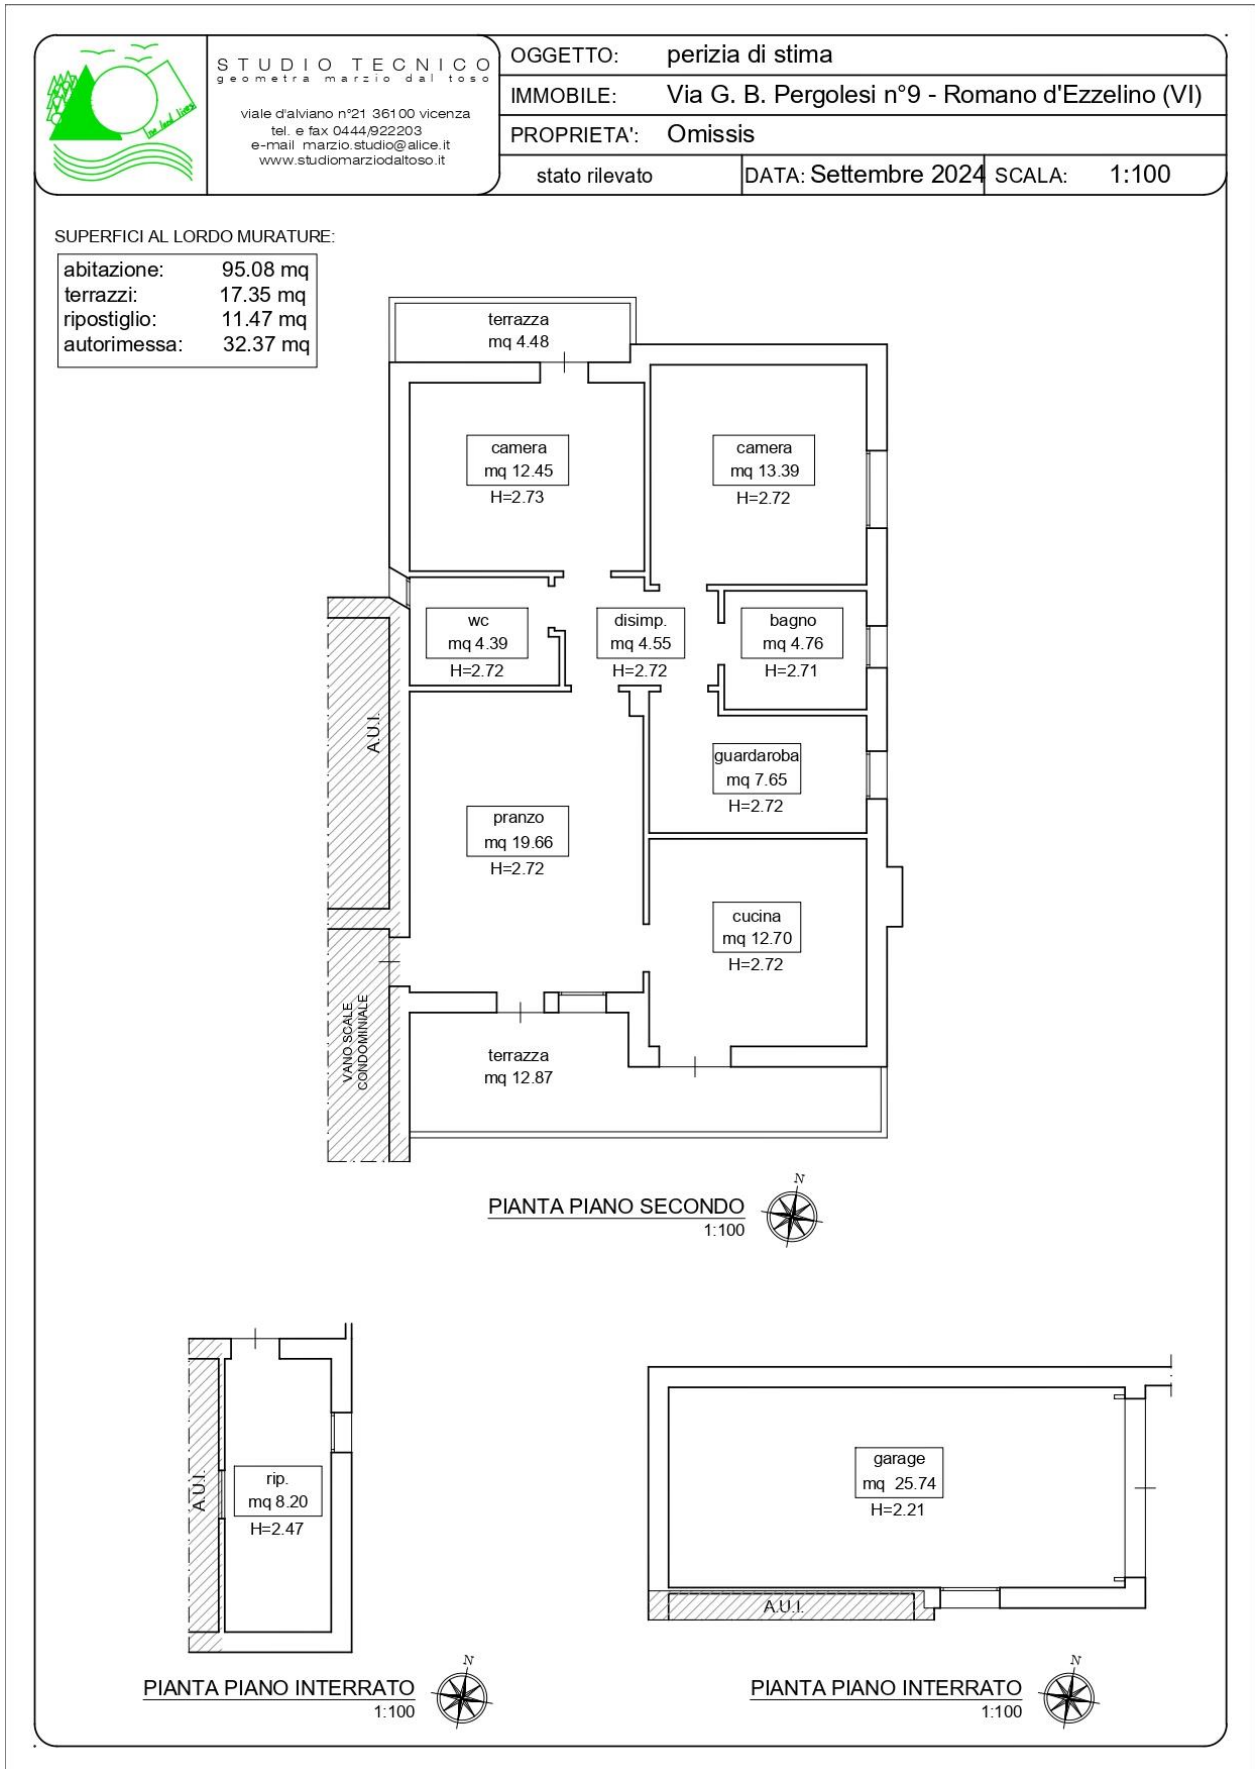 STUDIO TECNICO
geometra marzio dal toso
viale d'alviano n°21 36100 vicenza
tel. e fax 0444/922203
e-mail marzio.studio@alice.it
www.studiomarziodaltoso.it
OGGETTO: perizia di stima
IMMOBILE: Via G. B. Pergolesi n°9 - Romano d'Ezzelino (VI)
PROPRIETA': Omissis
stato rilevato DATA: Settembre 2024 SCALA: 1:100
SUPERFICI AL LORDO MURATURE:
abitazione: 95.08 mq
terrazzi: 17.35 mq
ripostiglio: 11.47 mq
autorimessa: 32.37 mq
terrazza
mq 4.48
camera
mq 12.45
H=2.73
camera
mq 13.39
H=2.72
wc
mq 4.39
H=2.72
disimp.
mq 4.55
H=2.72
bagno
mq 4.76
H=2.71
A.U.I.
guardaroba
mq 7.65
H=2.72
pranzo
mq 19.66
H=2.72
cucina
mq 12.70
H=2.72
VANO SCALE
CONDOMINIALE
terrazza
mq 12.87
PIANTA PIANO SECONDO
1:100
N
A.U.I.
rip.
mq 8.20
H=2.47
garage
mq 25.74
H=2.21
A.U.I.
PIANTA PIANO INTERRATO
1:100
N
PIANTA PIANO INTERRATO
1:100
N